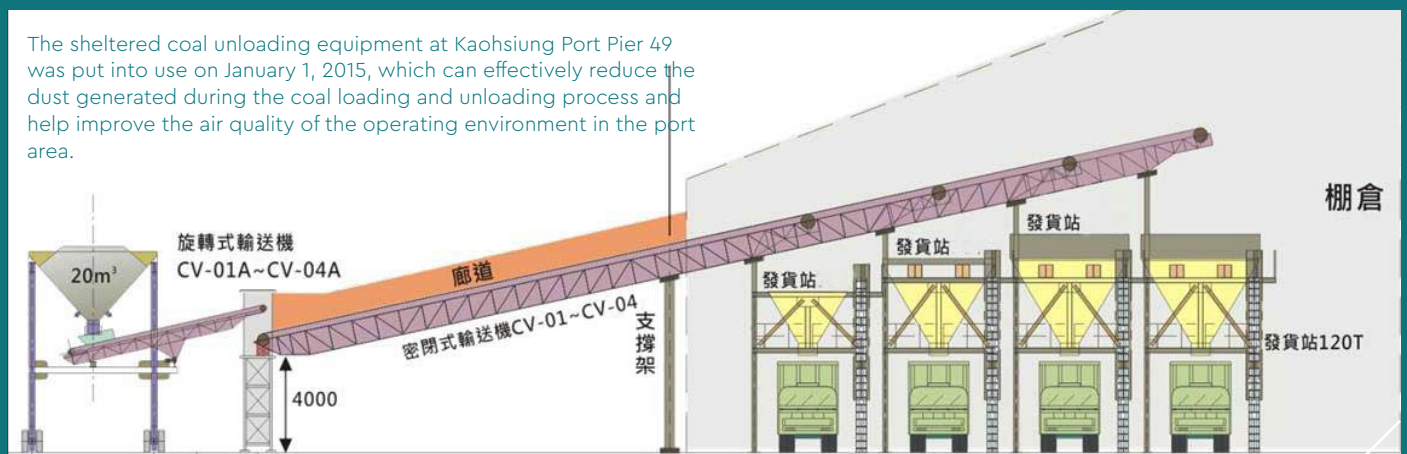 The sheltered coal unloading equipment at Kaohsiung Port Pier 49
was put into use on January 1, 2015, which can effectively reduce the
dust generated during the coal loading and unloading process and
help improve the air quality of the operating environment in the port
area.
20m³
旋轉式輸送機
CV-01A~CV-04A
廊道
密閉式輸送機CV-01~CV-04
4000
支撐架
發貨站
發貨站
發貨站
發貨站120T
棚倉